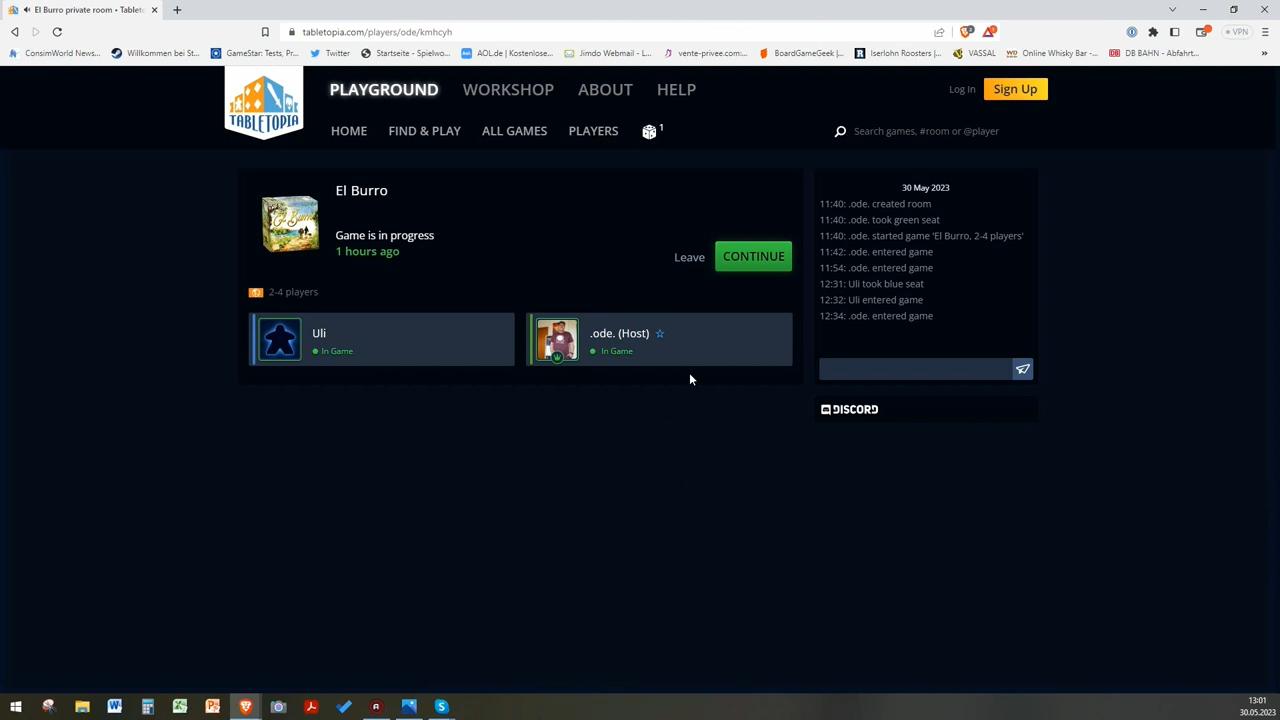 El Burro private room • Tablet
tabletopia.com/players/ode/kmhcyh
VPN
ConsimWorld News...
Willkommen bei St...
GameStar: Tests, Pr...
Twitter
Startseite - Spielwo...
AOL.de | Kostenlose...
Jimdo Webmail - L...
vente-privee.com:...
BoardGameGeek |...
Iserlohn Roosters |...
VASSAL
Online Whisky Bar -...
DB BAHN - Abfahrt...
TABLETOPIA
PLAYGROUND
WORKSHOP
ABOUT
HELP
Log In
Sign Up
HOME
FIND & PLAY
ALL GAMES
PLAYERS
1
Search games, #room or @player
El Burro
El Burro
Game is in progress
1 hours ago
Leave
CONTINUE
2-4 players
Uli
In Game
.ode. (Host)
In Game
30 May 2023
11:40: .ode. created room
11:40: .ode. took green seat
11:40: .ode. started game 'El Burro, 2-4 players'
11:42: .ode. entered game
11:54: .ode. entered game
12:31: Uli took blue seat
12:32: Uli entered game
12:34: .ode. entered game
DISCORD
13:01
30.05.2023